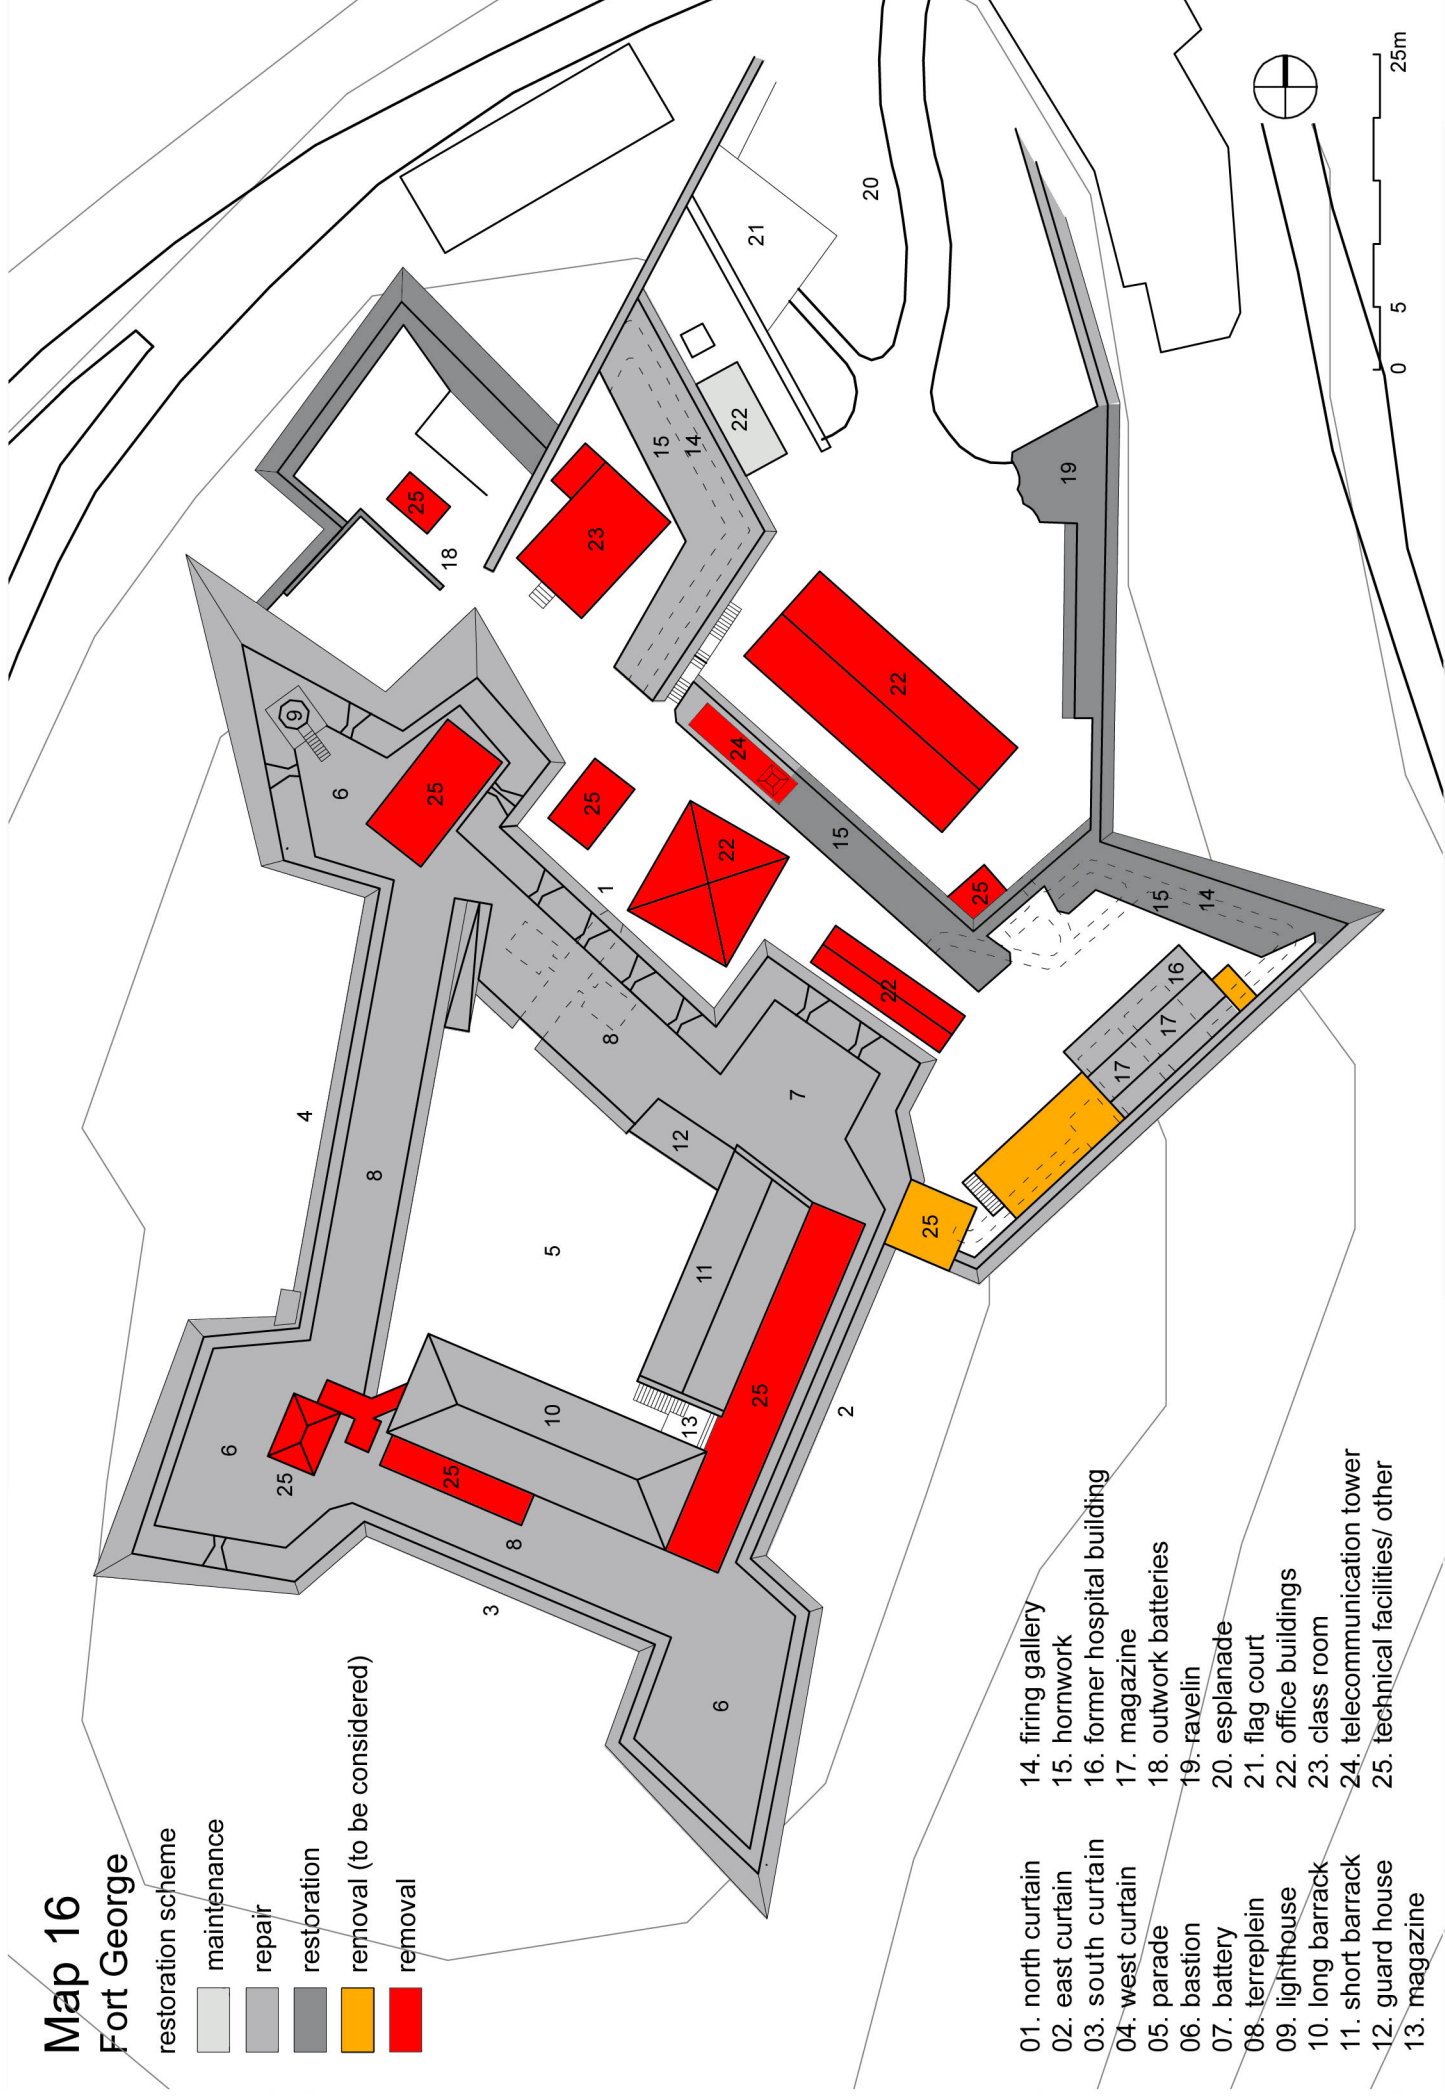 Map 16
Fort George
restoration scheme
maintenance
repair
restoration
removal (to be considered)
removal
01. north curtain
02. east curtain
03. south curtain
04. west curtain
05. parade
06. bastion
07. battery
08. terreplein
09. lighthouse
10. long barrack
11. short barrack
12. guard house
13. magazine
14. firing gallery
15. hornwork
16. former hospital building
17. magazine
18. outwork batteries
19. ravelin
20. esplanade
21. flag court
22. office buildings
23. class room
24. telecommunication tower
25. technical facilities/ other
6
25
3
8
25
10
6
13
25
2
4
8
5
11
12
25
7
8
1
6
9
25
25
22
22
24
15
22
25
15
14
16
17
17
18
25
23
15
14
22
21
20
19
0
5
25m